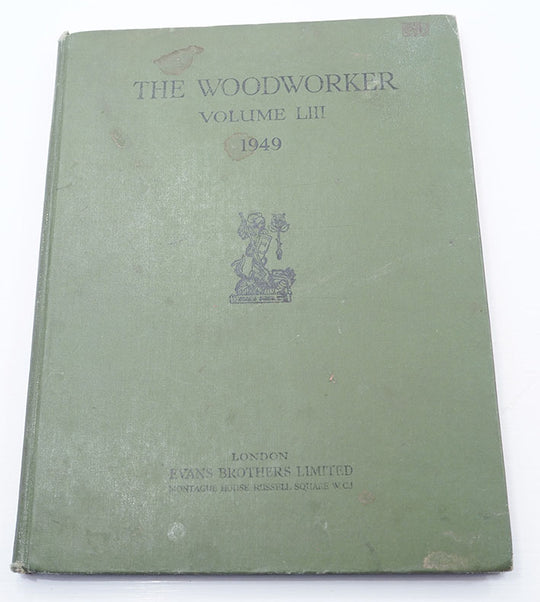 THE WOODWORKER
VOLUME LIII
1949
LONDON
EVANS BROTHERS LIMITED
MONTAGUE HOUSE RUSSELL SQUARE W.C.1